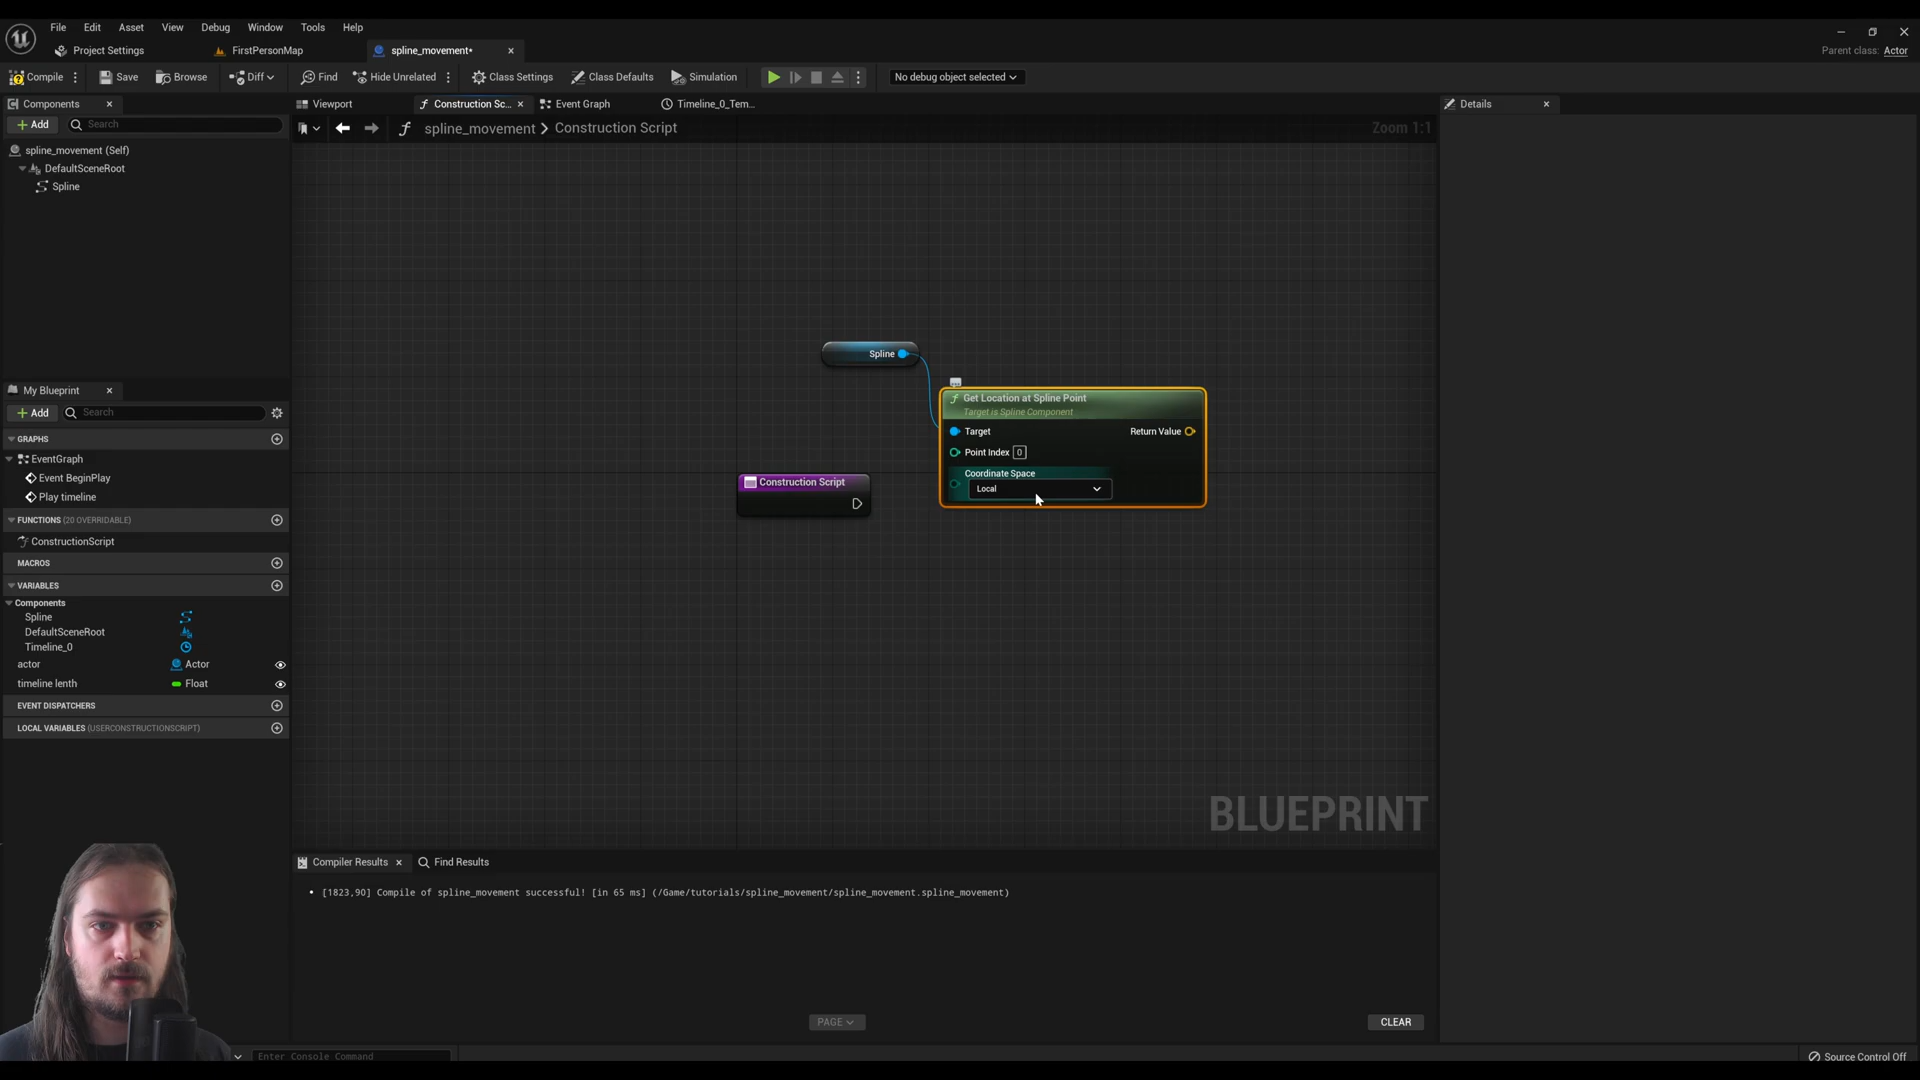 File Edit Asset View Debug Window Tools Help
Project Settings FirstPersonMap spline_movement* Parent class: Actor
Compile Save Browse Diff Find Hide Unrelated Class Settings Class Defaults Simulation No debug object selected
Components
Add Search
spline_movement (Self)
DefaultSceneRoot
Spline
My Blueprint
Add Search
GRAPHS
EventGraph
Event BeginPlay
Play timeline
FUNCTIONS (20 OVERRIDABLE)
ConstructionScript
MACROS
VARIABLES
Components
Spline
DefaultSceneRoot
Timeline_0
actor Actor
timeline lenth Float
EVENT DISPATCHERS
LOCAL VARIABLES (USERCONSTRUCTIONSCRIPT)
Viewport Construction Sc... Event Graph Timeline_0_Tem...
spline_movement > Construction Script Zoom 1:1
Spline
Get Location at Spline Point
Target is Spline Component
Target Return Value
Point Index 0
Coordinate Space
Local
Construction Script
BLUEPRINT
Compiler Results Find Results
• [1823,90] Compile of spline_movement successful! [in 65 ms] (/Game/tutorials/spline_movement/spline_movement.spline_movement)
PAGE CLEAR
Enter Console Command
Details
Source Control Off